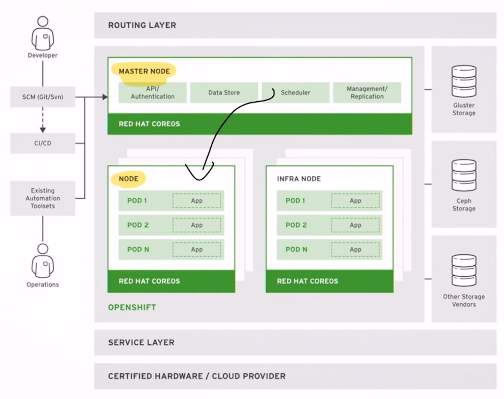 ROUTING LAYER
Developer
SCM (Git/Svn)
CI/CD
Existing
Automation
Toolsets
Operations
MASTER NODE
API/
Authentication
Data Store
Scheduler
Management/
Replication
RED HAT COREOS
NODE
POD 1
App
POD 2
App
POD N
App
RED HAT COREOS
INFRA NODE
POD 1
App
POD 2
App
POD N
App
RED HAT COREOS
OPENSHIFT
Gluster
Storage
Ceph
Storage
Other Storage
Vendors
SERVICE LAYER
CERTIFIED HARDWARE / CLOUD PROVIDER